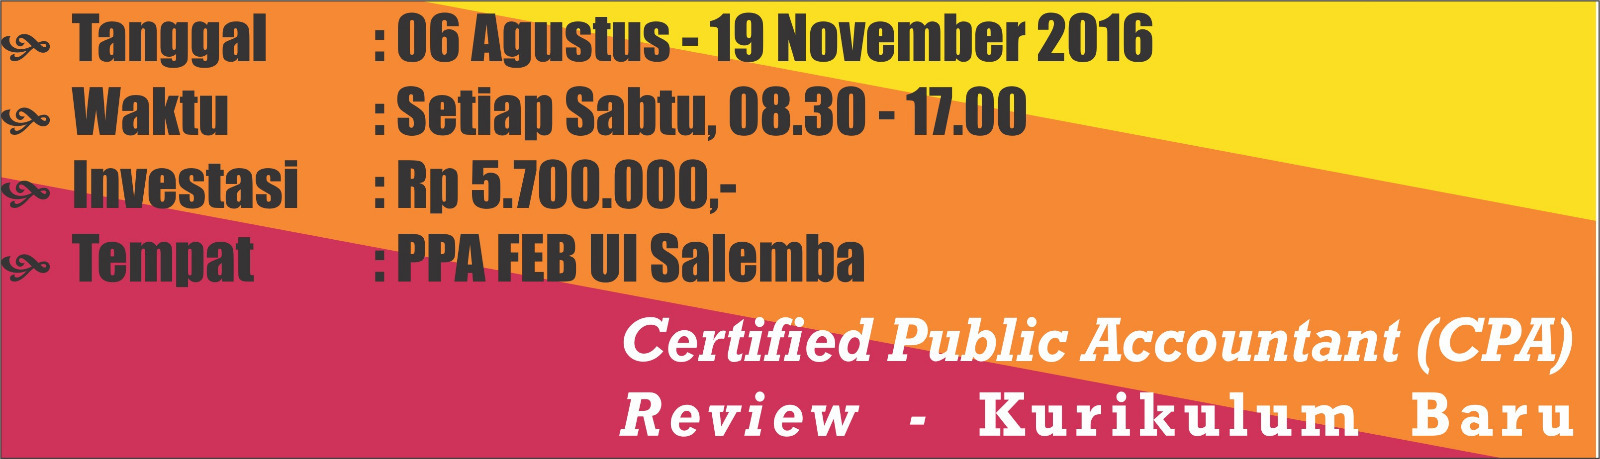 Tanggal : 06 Agustus - 19 November 2016
Waktu : Setiap Sabtu, 08.30 - 17.00
Investasi : Rp 5.700.000,-
Tempat : PPA FEB UI Salemba
Certified Public Accountant (CPA)
Review - Kurikulum Baru